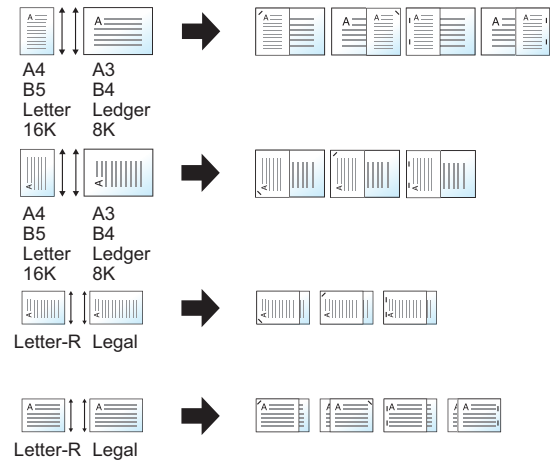 A A
A4 A3
B5 B4
Letter Ledger
16K 8K
A A A A A A A A
A A
A4 A3
B5 B4
Letter Ledger
16K 8K
A A A
A A
Letter-R Legal
A A A
A A
Letter-R Legal
A A A A A A